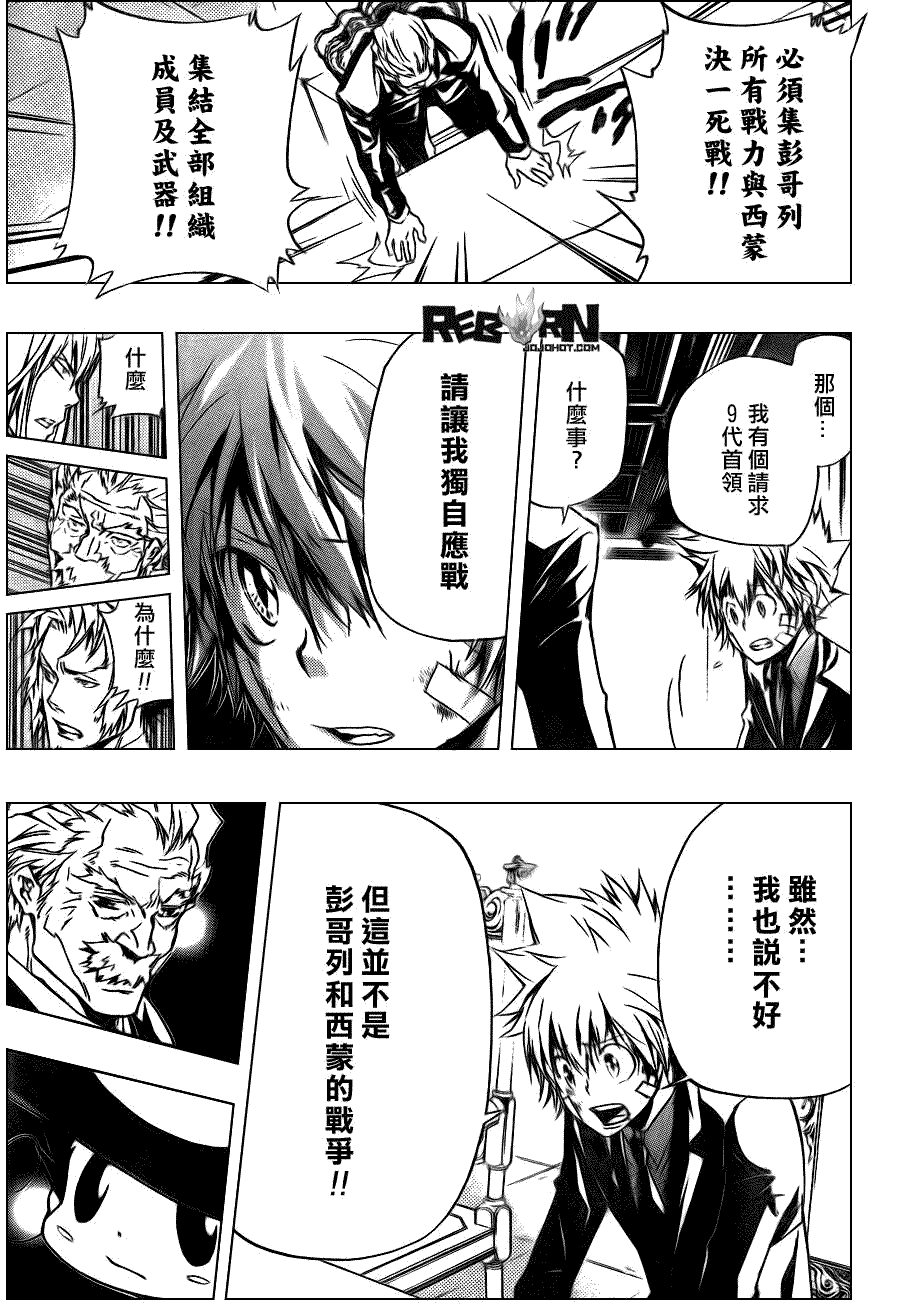 必須集彭哥列
所有戰力與西蒙
決一死戰!!
集結全部組織
成員及武器!!
REBORN
JOJOHOT.COM
那個…
我有個請求
9代首領
什麼事?
請讓我獨自應戰
什麼
為什麼!!
雖然…
我也説不好
………
但這並不是
彭哥列和西蒙的戰爭!!